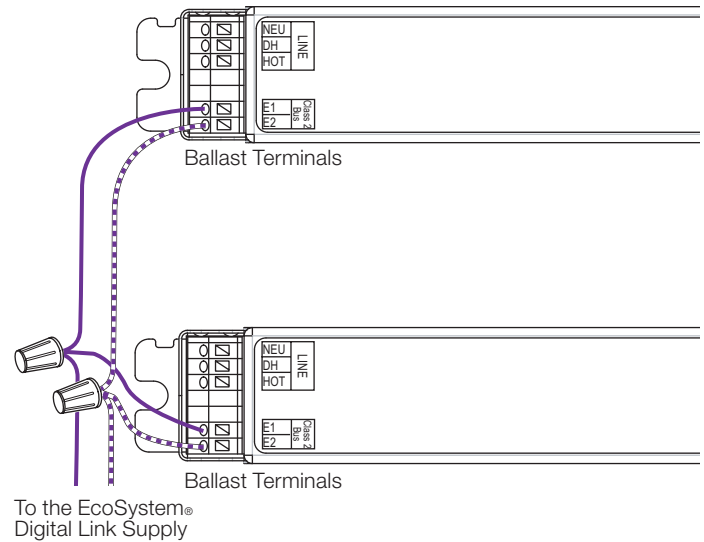 NEU
DH
HOT
LINE
E1
E2
Class 2
Bus
Ballast Terminals
NEU
DH
HOT
LINE
E1
E2
Class 2
Bus
Ballast Terminals
To the EcoSystem®
Digital Link Supply